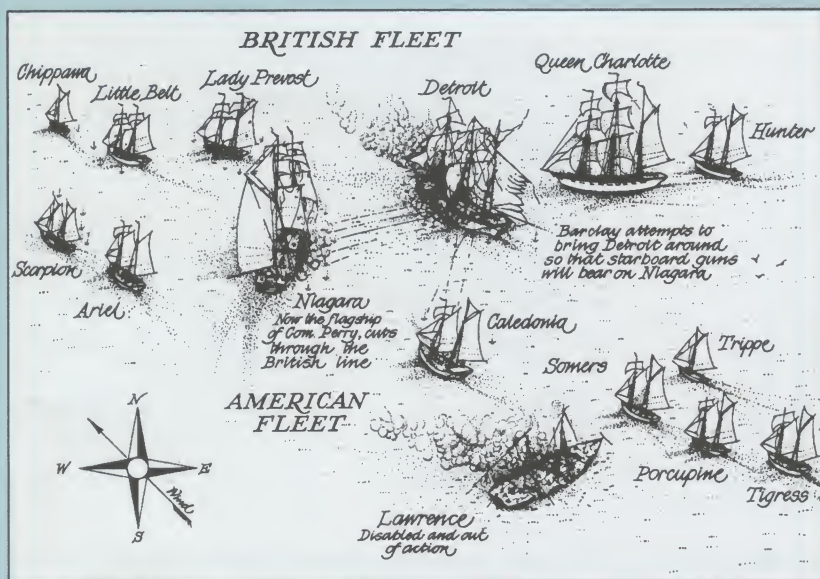 BRITISH FLEET
Chippawa
Little Belt
Lady Prevost
Detroit
Queen Charlotte
Hunter
Scorpion
Ariel
Niagara
Now the flagship
of Com. Perry, cuts
through the
British line
Barclay attempts to
bring Detroit around
so that starboard guns
will bear on Niagara
Caledonia
Somers
Trippe
Porcupine
Tigress
AMERICAN
FLEET
Lawrence
Disabled and out
of action
N
W
E
S
Wind